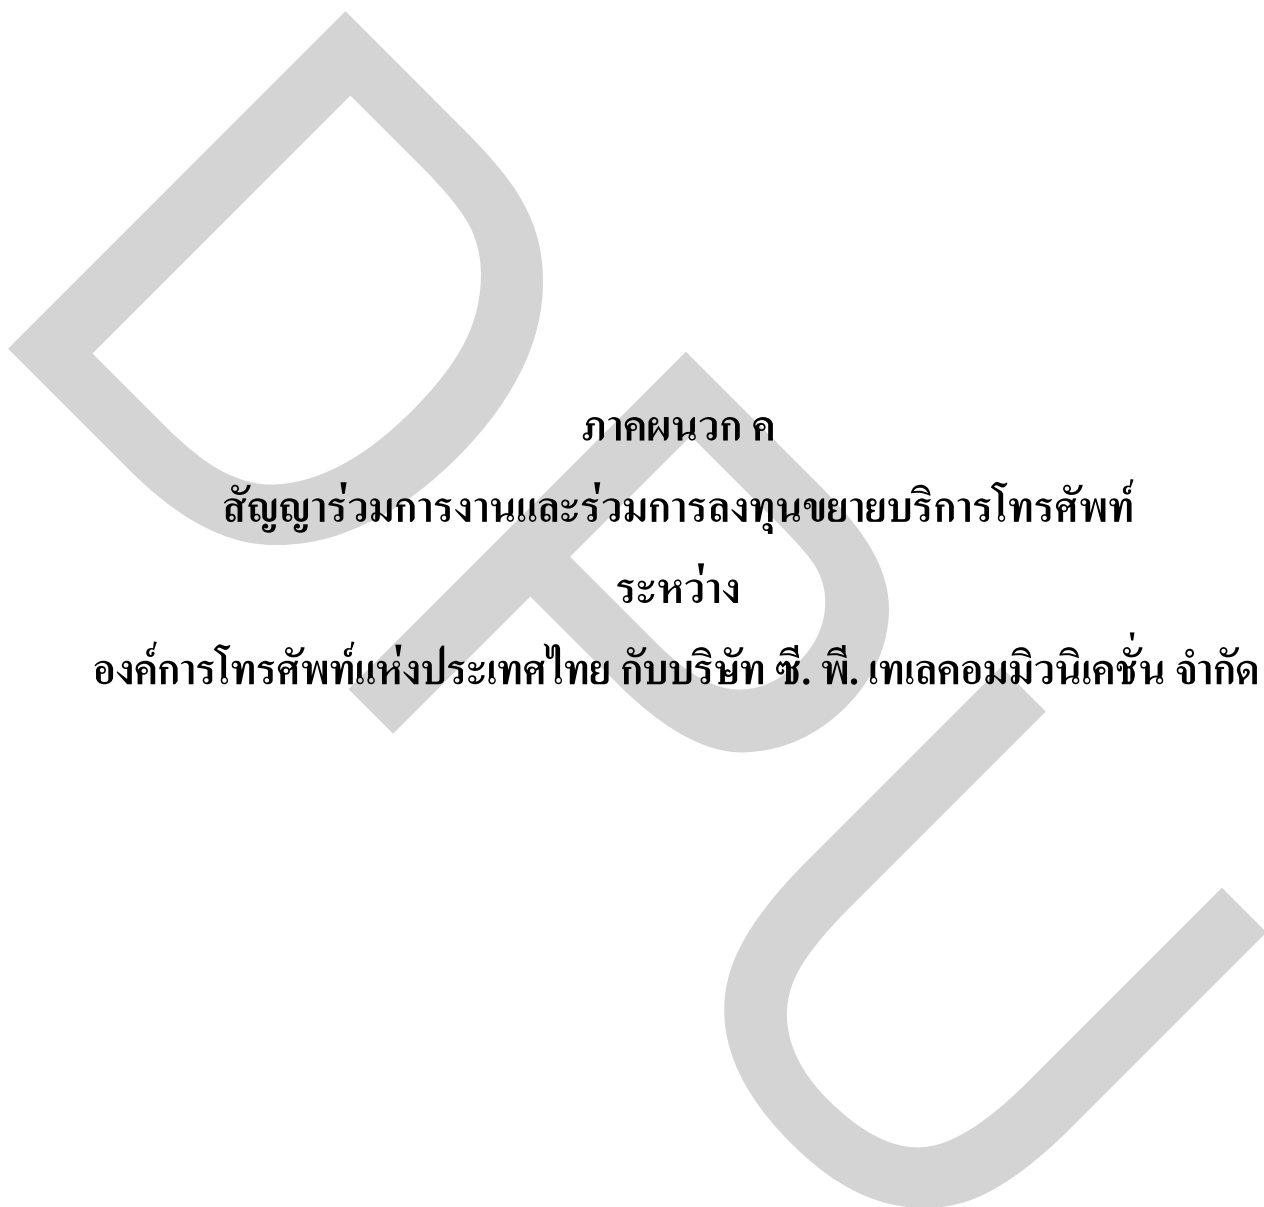 ภาคผนวก ค
สัญญาร่วมการงานและร่วมการลงทุนขยายบริการโทรศัพท์
ระหว่าง
องค์การโทรศัพท์แห่งประเทศไทย กับบริษัท ซี. พี. เทเลคอมมิวนิเคชั่น จำกัด
DPU